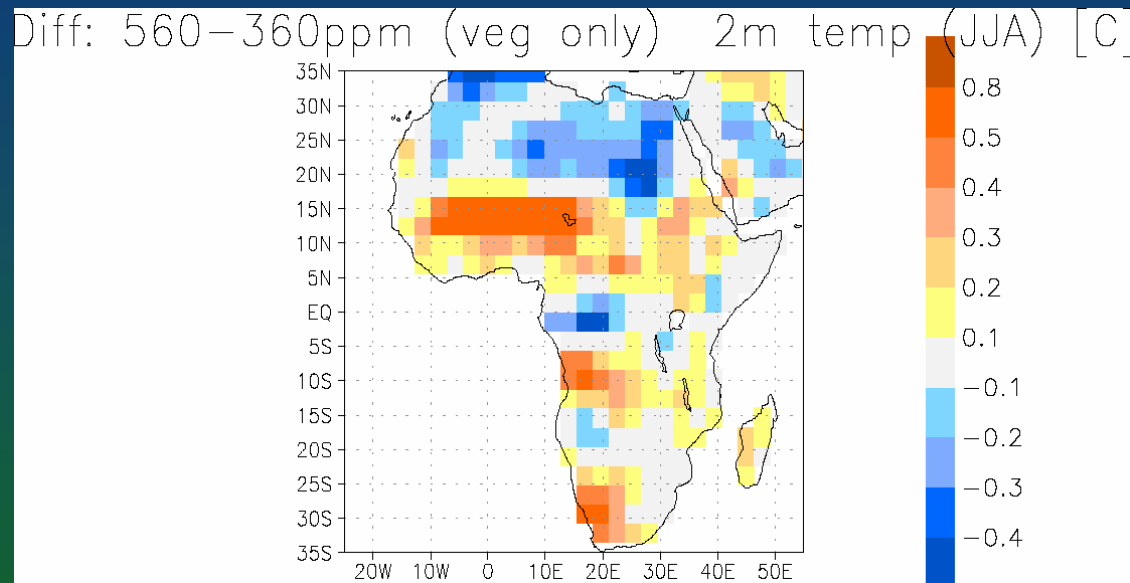 Diff: 560-360ppm (veg only) 2m temp (JJA) [C]
35N
30N
25N
20N
15N
10N
5N
EQ
5S
10S
15S
20S
25S
30S
35S
20W 10W 0 10E 20E 30E 40E 50E
0.8
0.5
0.4
0.3
0.2
0.1
-0.1
-0.2
-0.3
-0.4